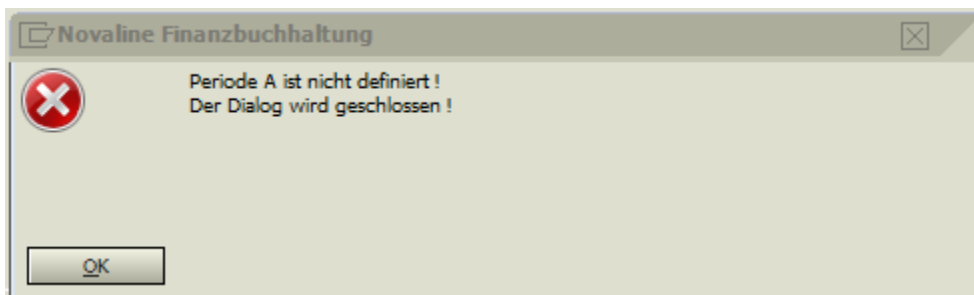 Novaline Finanzbuchhaltung
Periode A ist nicht definiert !
Der Dialog wird geschlossen !
OK